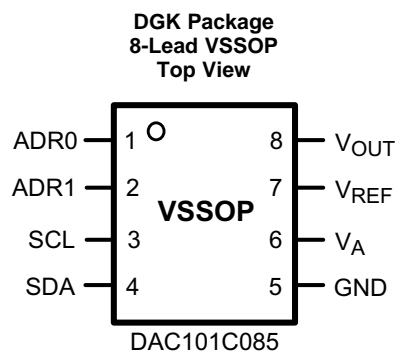 DGK Package
8-Lead VSSOP
Top View
ADR0 1 8 VOUT
ADR1 2 7 VREF
VSSOP
SCL 3 6 VA
SDA 4 5 GND
DAC101C085